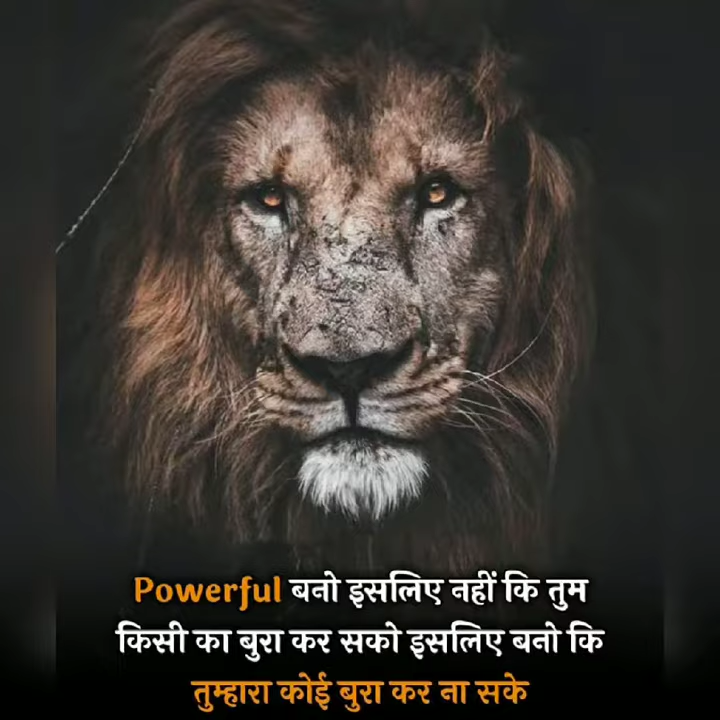 Powerful बनो इसलिए नहीं कि तुम
किसी का बुरा कर सको इसलिए बनो कि
तुम्हारा कोई बुरा कर ना सके